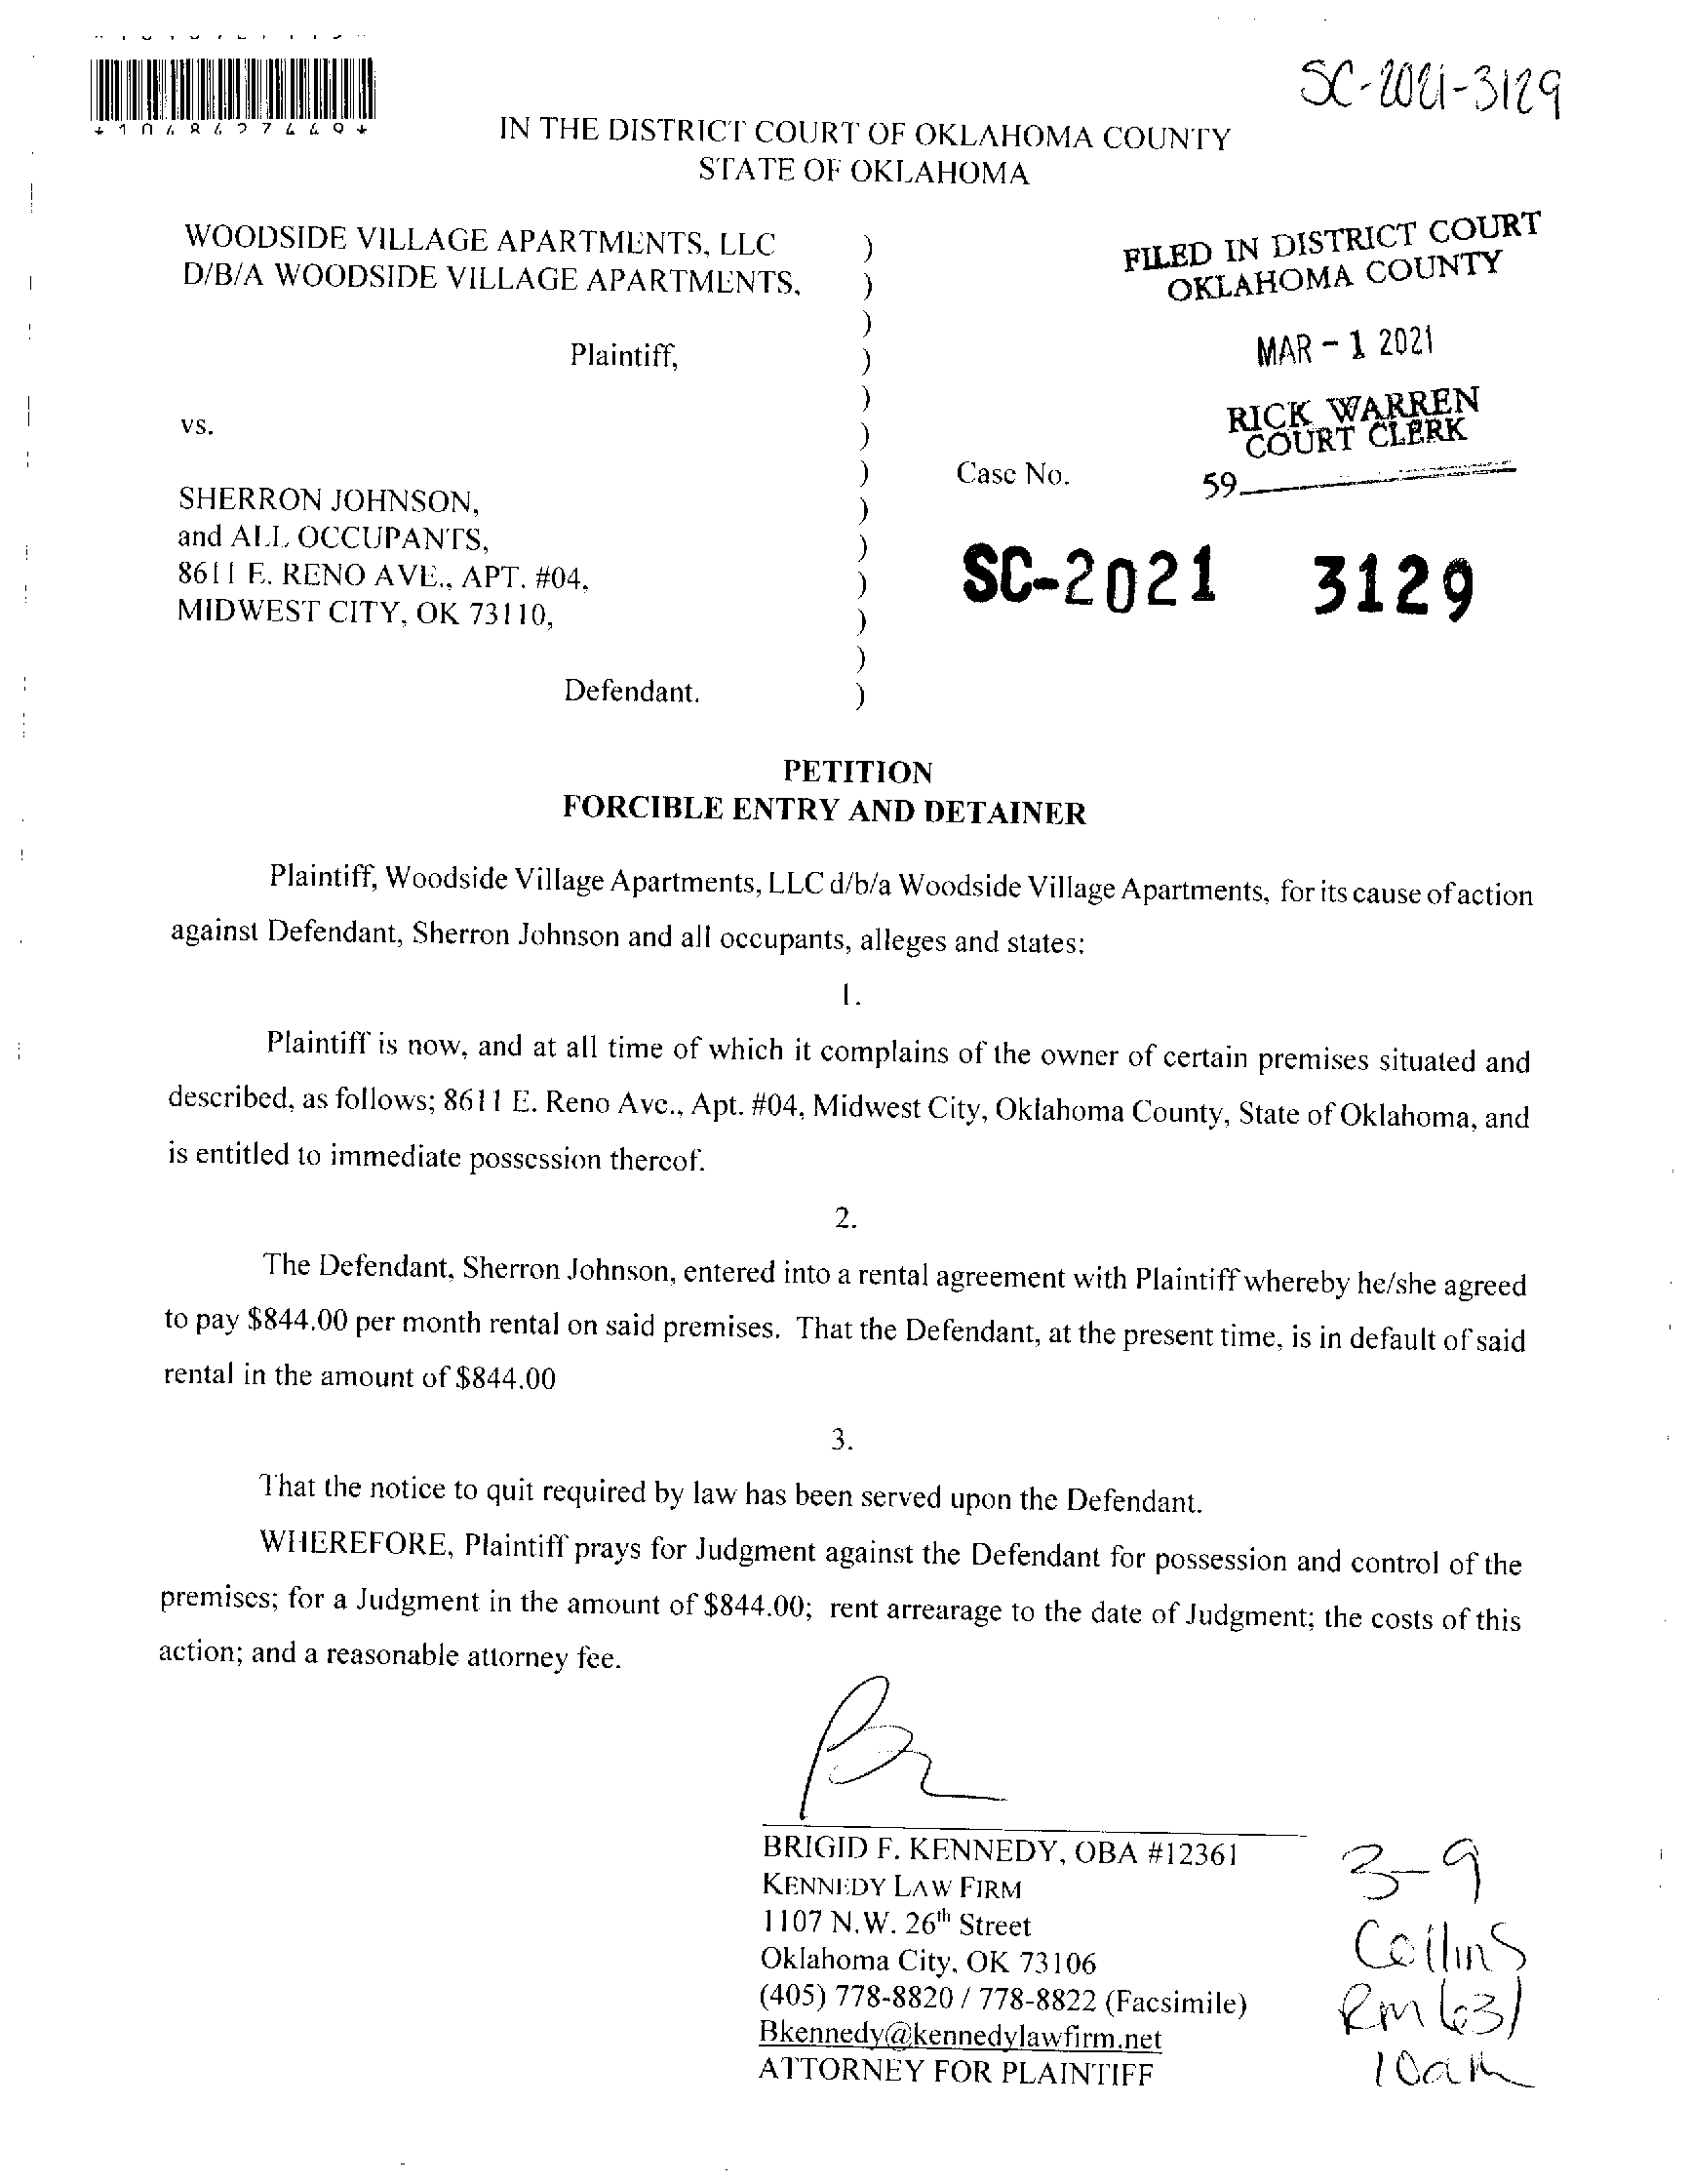 SC-2021-3129
IN THE DISTRICT COURT OF OKLAHOMA COUNTY
STATE OF OKLAHOMA
WOODSIDE VILLAGE APARTMENTS, LLC
D/B/A WOODSIDE VILLAGE APARTMENTS,
Plaintiff,
vs.
SHERRON JOHNSON,
and ALL OCCUPANTS,
8611 E. RENO AVE., APT. #04,
MIDWEST CITY, OK 73110,
Defendant.
)
)
)
)
)
)
)
)
)
)
)
)
)
FILED IN DISTRICT COURT
OKLAHOMA COUNTY
MAR - 1 2021
RICK WARREN
COURT CLERK
59
Case No.
SC-2021 3129
PETITION
FORCIBLE ENTRY AND DETAINER
Plaintiff, Woodside Village Apartments, LLC d/b/a Woodside Village Apartments, for its cause of action
against Defendant, Sherron Johnson and all occupants, alleges and states:
1.
Plaintiff is now, and at all time of which it complains of the owner of certain premises situated and
described, as follows; 8611 E. Reno Ave., Apt. #04, Midwest City, Oklahoma County, State of Oklahoma, and
is entitled to immediate possession thereof.
2.
The Defendant, Sherron Johnson, entered into a rental agreement with Plaintiff whereby he/she agreed
to pay $844.00 per month rental on said premises. That the Defendant, at the present time, is in default of said
rental in the amount of $844.00
3.
That the notice to quit required by law has been served upon the Defendant.
WHEREFORE, Plaintiff prays for Judgment against the Defendant for possession and control of the
premises; for a Judgment in the amount of $844.00; rent arrearage to the date of Judgment; the costs of this
action; and a reasonable attorney fee.
BRIGID F. KENNEDY, OBA #12361
KENNEDY LAW FIRM
1107 N.W. 26th Street
Oklahoma City, OK 73106
(405) 778-8820 / 778-8822 (Facsimile)
Bkennedy@kennedylawfirm.net
ATTORNEY FOR PLAINTIFF
3-9
Collins
Rm 631
10am